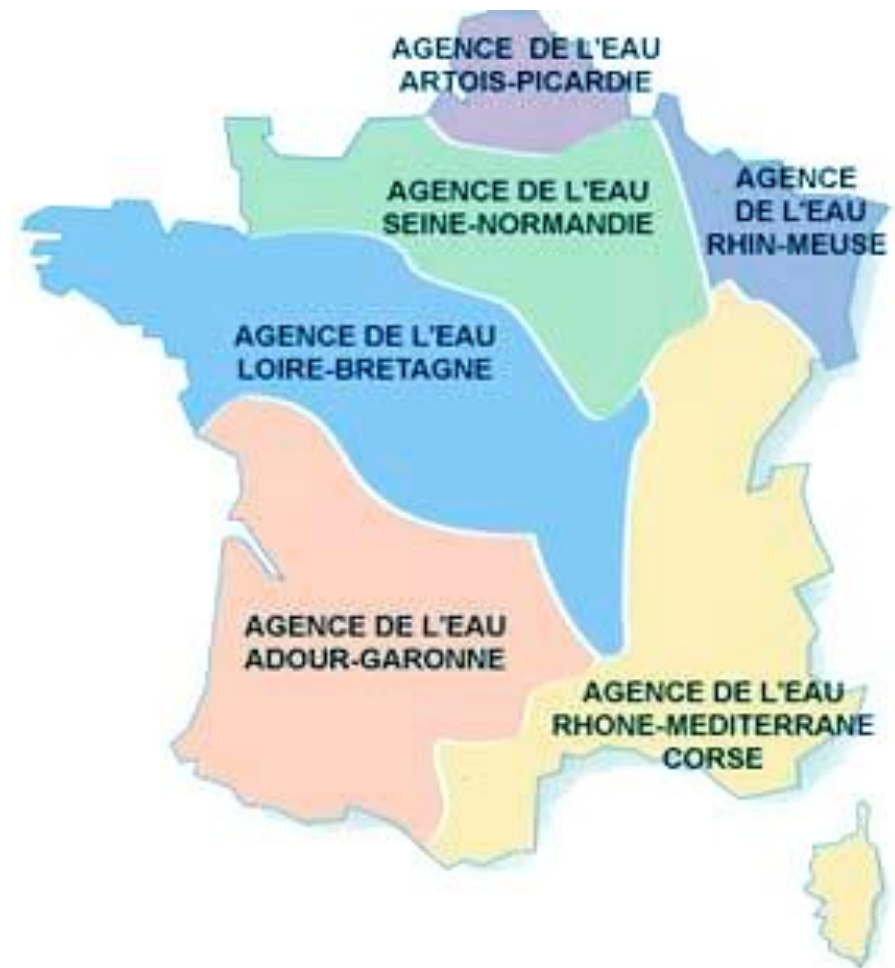 AGENCE DE L'EAU
ARTOIS-PICARDIE
AGENCE DE L'EAU
SEINE-NORMANDIE
AGENCE
DE L'EAU
RHIN-MEUSE
AGENCE DE L'EAU
LOIRE-BRETAGNE
AGENCE DE L'EAU
ADOUR-GARONNE
AGENCE DE L'EAU
RHONE-MEDITERRANE
CORSE